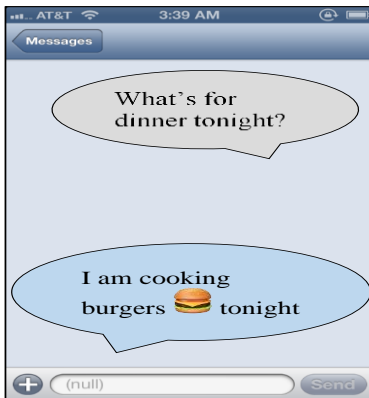 AT&T 3:39 AM
Messages
What's for
dinner tonight?
I am cooking
burgers 🍔 tonight
(null)
Send